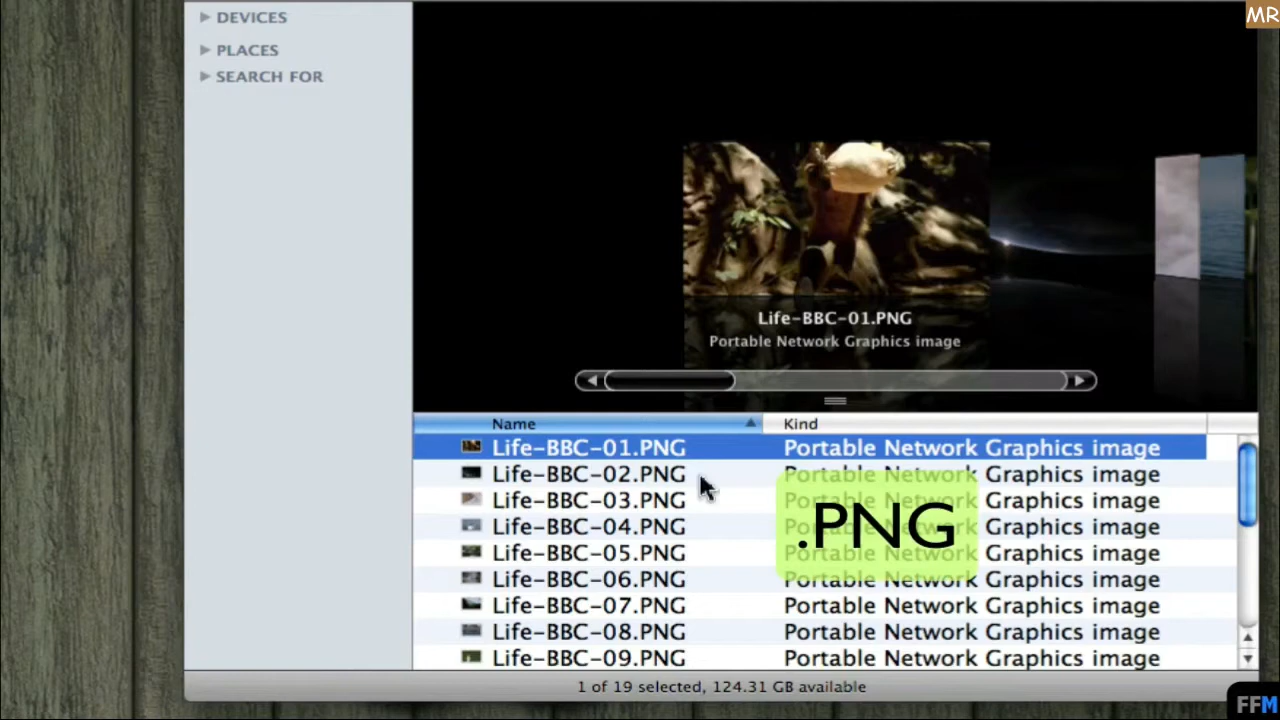 MR
DEVICES
PLACES
SEARCH FOR
Life-BBC-01.PNG
Portable Network Graphics image
Name Kind
Life-BBC-01.PNG Portable Network Graphics image
Life-BBC-02.PNG Portable Network Graphics image
Life-BBC-03.PNG Portable Network Graphics image
Life-BBC-04.PNG Portable Network Graphics image
Life-BBC-05.PNG Portable Network Graphics image
Life-BBC-06.PNG Portable Network Graphics image
Life-BBC-07.PNG Portable Network Graphics image
Life-BBC-08.PNG Portable Network Graphics image
Life-BBC-09.PNG Portable Network Graphics image
.PNG
1 of 19 selected, 124.31 GB available
FFM